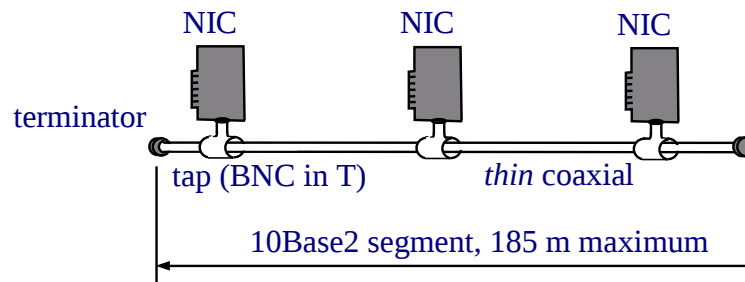 NIC NIC NIC
terminator
tap (BNC in T) thin coaxial
10Base2 segment, 185 m maximum